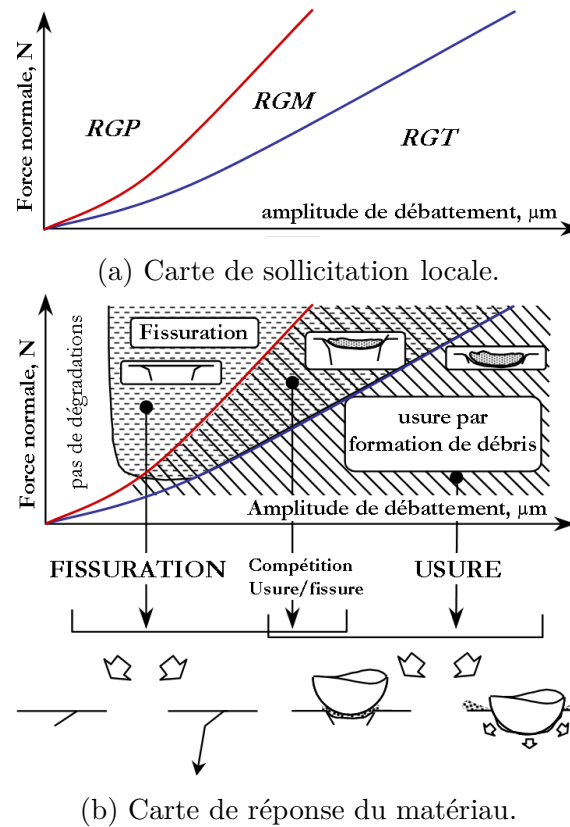 Force normale, N
RGP
RGM
RGT
amplitude de débattement, µm
(a) Carte de sollicitation locale.
Force normale, N
pas de dégradations
Fissuration
usure par
formation de débris
Amplitude de débattement, µm
FISSURATION
Compétition
Usure/fissure
USURE
(b) Carte de réponse du matériau.